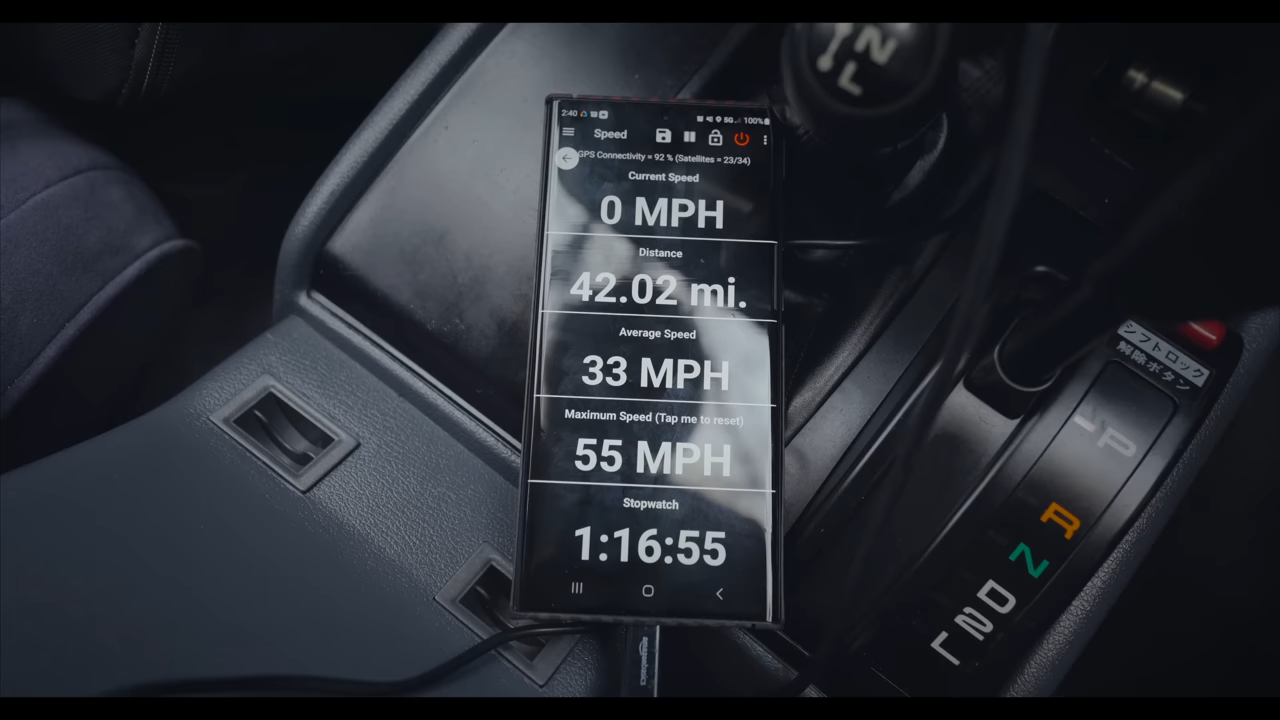 2:40 5G 100%
Speed
GPS Connectivity = 92 % (Satellites = 23/34)
Current Speed
0 MPH
Distance
42.02 mi.
Average Speed
33 MPH
Maximum Speed (Tap me to reset)
55 MPH
Stopwatch
1:16:55
N
L
シフトロック
解除ボタン
P
R
N
D
2
L
amazonbasics